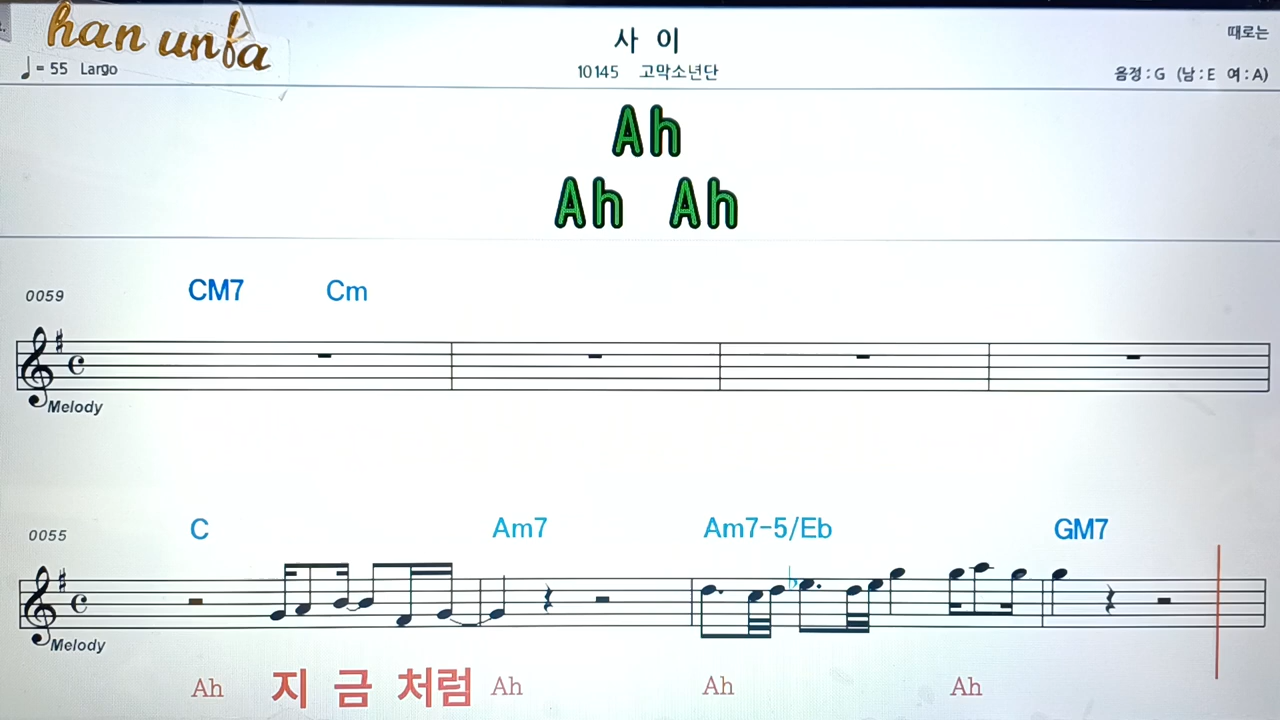 han unfa
사 이
때로는
♩= 55 Largo
10145 고막소년단
음정 : G (남 : E 여 : A)
Ah
Ah Ah
0059 CM7 Cm
Melody
0055 C Am7 Am7-5/Eb GM7
Melody
Ah 지 금 처럼 Ah Ah Ah